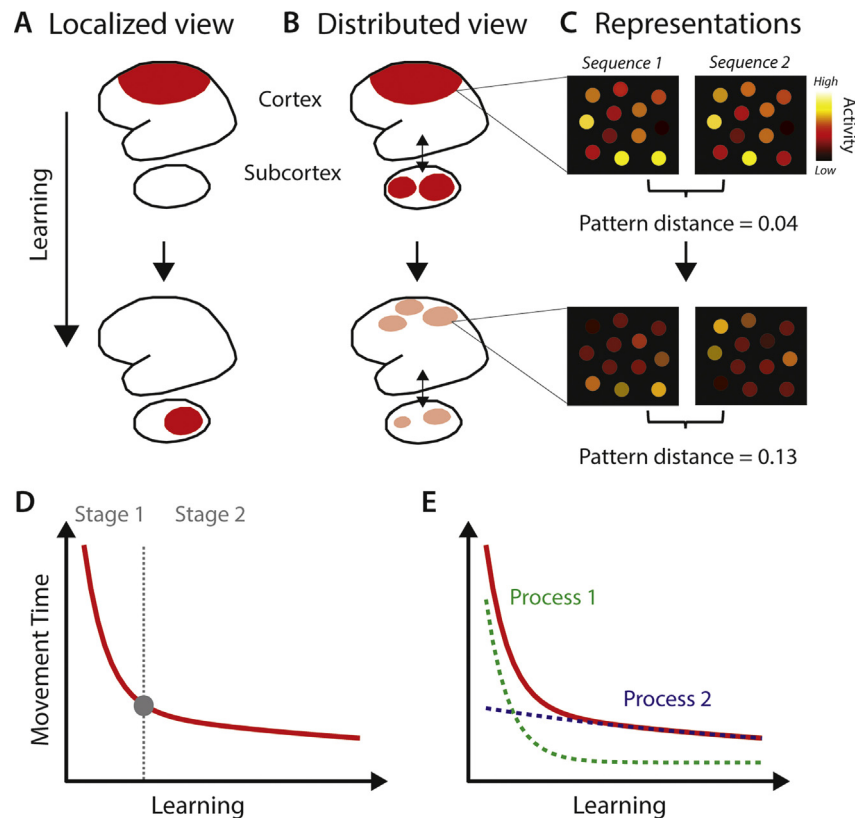 A Localized view
B Distributed view
C Representations
Sequence 1
Sequence 2
High
Activity
Low
Cortex
Subcortex
Learning
Pattern distance = 0.04
Pattern distance = 0.13
D
Stage 1
Stage 2
Movement Time
Learning
E
Process 1
Process 2
Learning